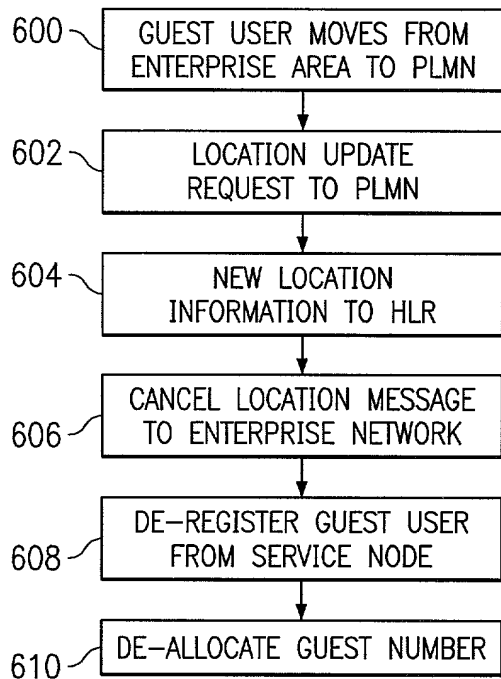 600
GUEST USER MOVES FROM
ENTERPRISE AREA TO PLMN
602
LOCATION UPDATE
REQUEST TO PLMN
604
NEW LOCATION
INFORMATION TO HLR
606
CANCEL LOCATION MESSAGE
TO ENTERPRISE NETWORK
608
DE-REGISTER GUEST USER
FROM SERVICE NODE
610
DE-ALLOCATE GUEST NUMBER